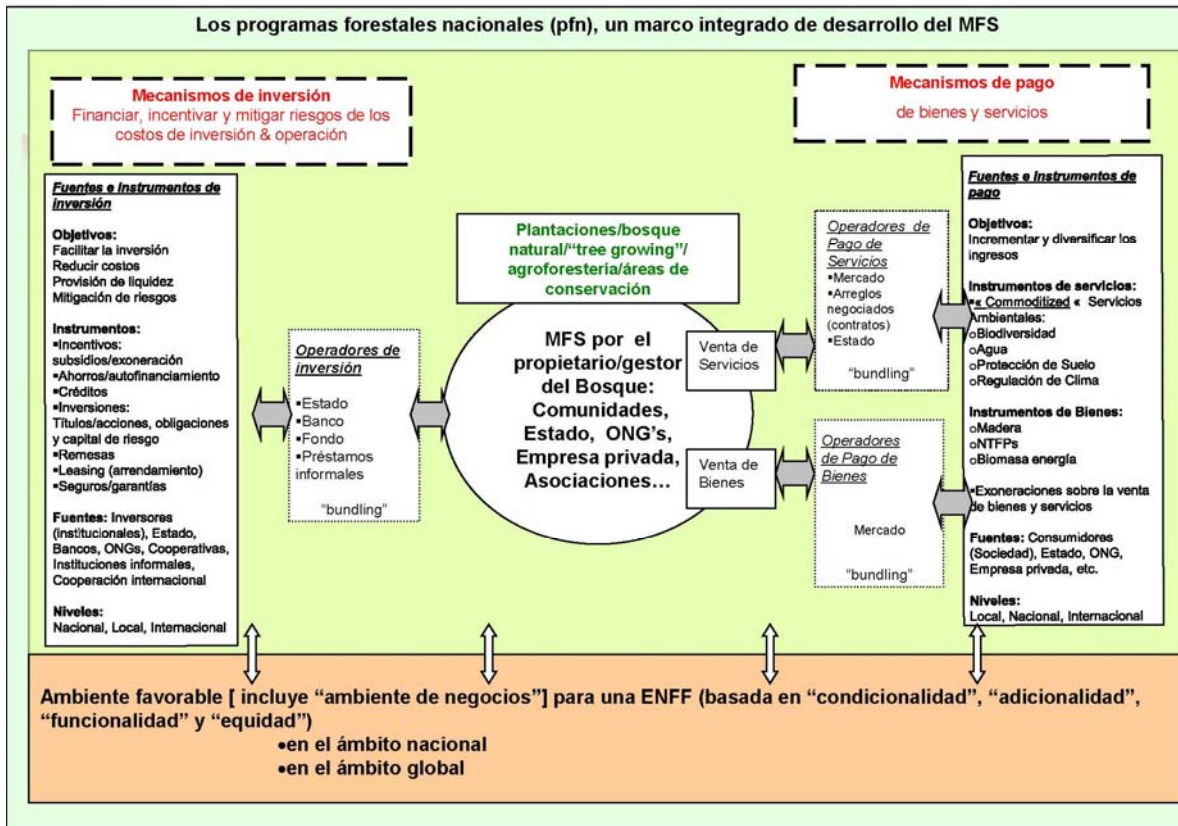 Los programas forestales nacionales (pfn), un marco integrado de desarrollo del MFS
Mecanismos de inversión
Financiar, incentivar y mitigar riesgos de los
costos de inversión & operación
Mecanismos de pago
de bienes y servicios
Fuentes e Instrumentos de
inversión
Objetivos:
Facilitar la inversión
Reducir costos
Provisión de liquidez
Mitigación de riesgos
Instrumentos:
▪Incentivos:
subsidios/exoneración
▪Ahorros/autofinanciamiento
▪Créditos
▪Inversiones:
Títulos/acciones, obligaciones
y capital de riesgo
▪Remesas
▪Leasing (arrendamiento)
▪Seguros/garantías
Fuentes: Inversores
(institucionales), Estado,
Bancos, ONGs, Cooperativas,
Instituciones informales,
Cooperación internacional
Niveles:
Nacional, Local, Internacional
Operadores de
inversión
▪Estado
▪Banco
▪Fondo
▪Préstamos
informales
"bundling"
Plantaciones/bosque
natural/"tree growing"/
agroforestería/áreas de
conservación
MFS por el
propietario/gestor
del Bosque:
Comunidades,
Estado, ONG's,
Empresa privada,
Asociaciones...
Venta de
Servicios
Venta de
Bienes
Operadores de
Pago de
Servicios
▪Mercado
▪Arreglos
negociados
(contratos)
▪Estado
"bundling"
Operadores
de Pago de
Bienes
Mercado
"bundling"
Fuentes e Instrumentos de
pago
Objetivos:
Incrementar y diversificar los
ingresos
Instrumentos de servicios:
▪« Commoditized « Servicios
Ambientales:
oBiodiversidad
oAgua
oProtección de Suelo
oRegulación de Clima
Instrumentos de Bienes:
oMadera
oNTFPs
oBiomasa energía
▪Exoneraciones sobre la venta
de bienes y servicios
Fuentes: Consumidores
(Sociedad), Estado, ONG,
Empresa privada, etc.
Niveles:
Local, Nacional, Internacional
Ambiente favorable [ incluye "ambiente de negocios"] para una ENFF (basada en "condicionalidad", "adicionalidad",
"funcionalidad" y "equidad")
•en el ámbito nacional
•en el ámbito global